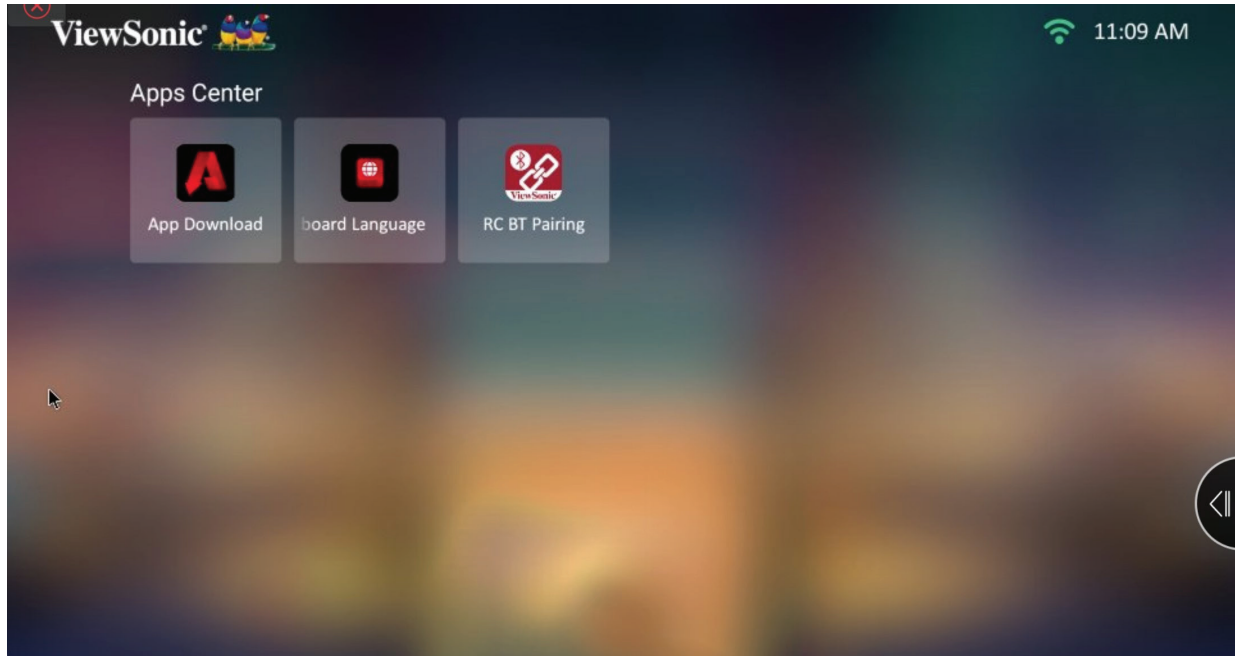 ViewSonic
11:09 AM
Apps Center
App Download
board Language
RC BT Pairing
ViewSonic